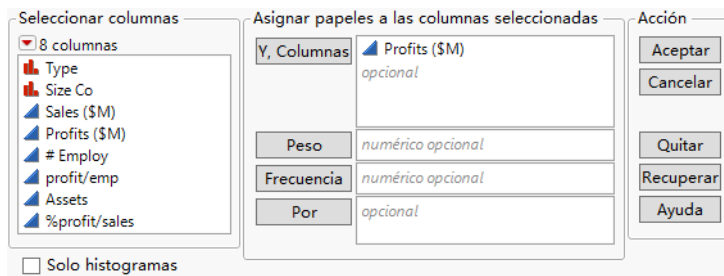 Seleccionar columnas
8 columnas
Type
Size Co
Sales ($M)
Profits ($M)
# Employ
profit/emp
Assets
%profit/sales
Solo histogramas
Asignar papeles a las columnas seleccionadas
Y, Columnas
Profits ($M)
opcional
Peso
numérico opcional
Frecuencia
numérico opcional
Por
opcional
Acción
Aceptar
Cancelar
Quitar
Recuperar
Ayuda